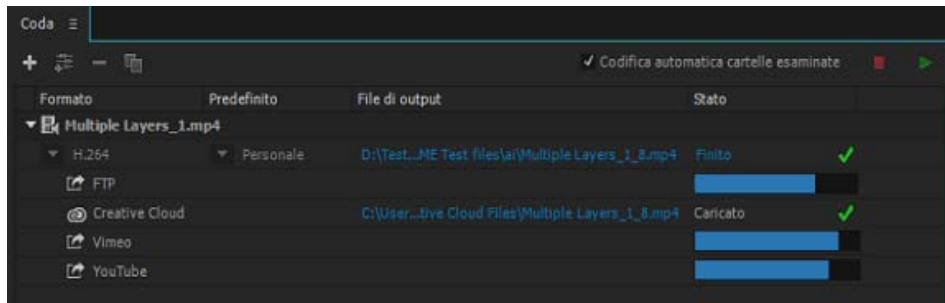 Coda
Codifica automatica cartelle esaminate
Formato Predefinito File di output Stato
Multiple Layers_1.mp4
H.264 Personale D:\Test...ME Test files\ai\Multiple Layers_1_8.mp4 Finito
FTP
Creative Cloud C:\User...tive Cloud Files\Multiple Layers_1_8.mp4 Caricato
Vimeo
YouTube